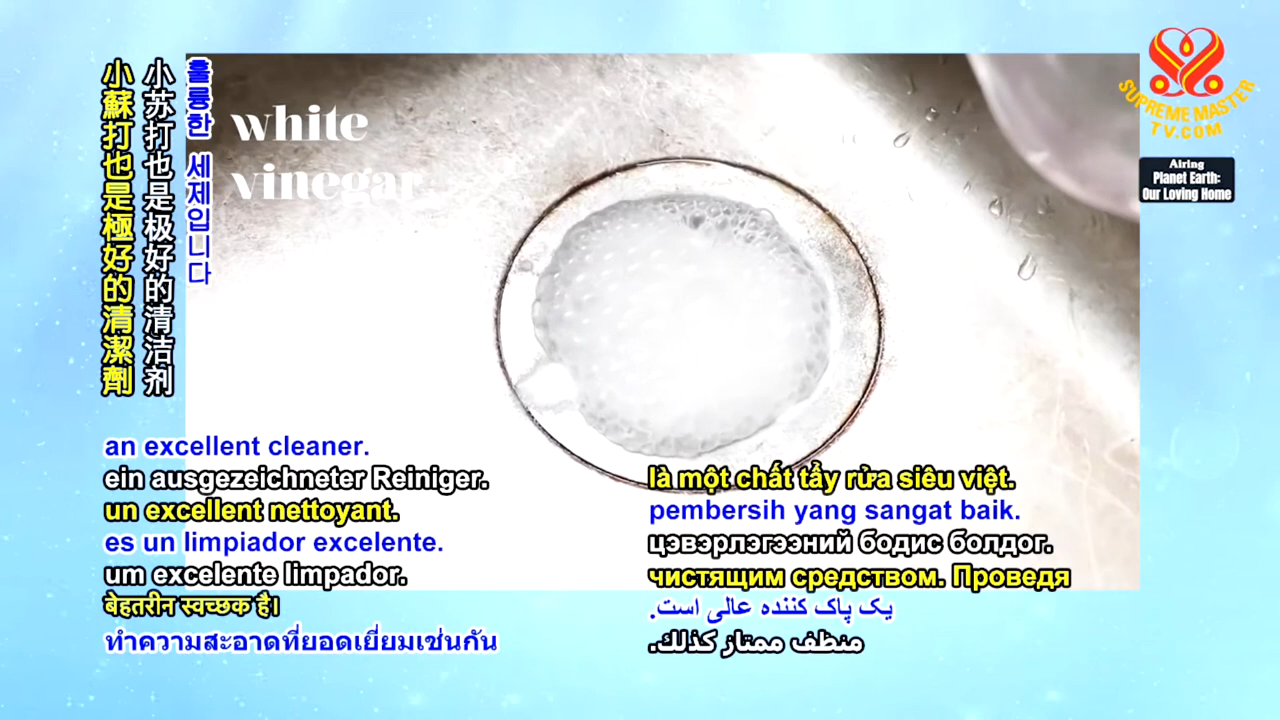 小蘇打也是極好的清潔劑
小苏打也是极好的清洁剂
훌륭한 세제입니다
white
vinegar
SUPREME MASTER
TV.COM
Airing
Planet Earth:
Our Loving Home
an excellent cleaner.
ein ausgezeichneter Reiniger.
un excellent nettoyant.
es un limpiador excelente.
um excelente limpador.
बेहतरीन स्वच्छक है।
ทำความสะอาดที่ยอดเยี่ยมเช่นกัน
là một chất tẩy rửa siêu việt.
pembersih yang sangat baik.
цэвэрлэгээний бодис болдог.
чистящим средством. Проведя
یک پاک کننده عالی است.
منظف ممتاز كذلك.